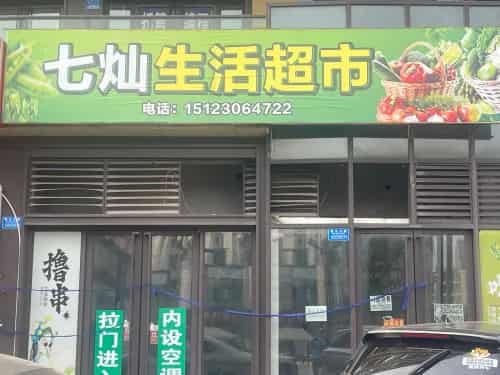 七灿生活超市
电话：15123064722
撸串
拉门进入
内设空调